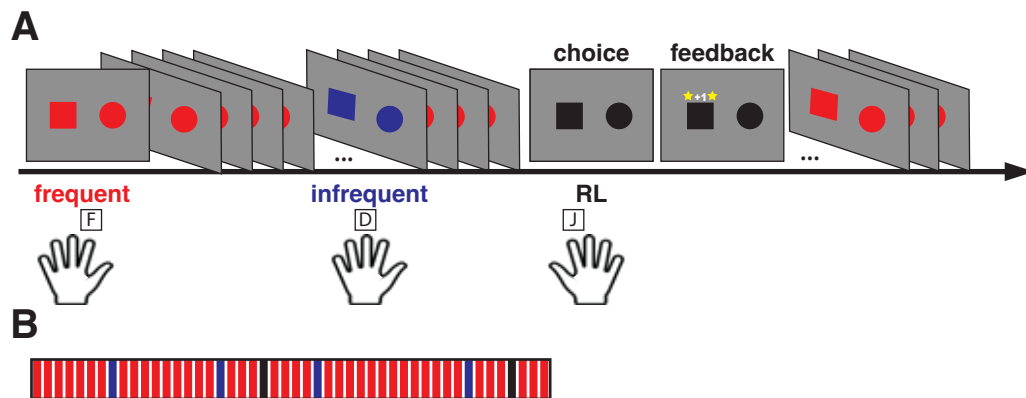 A
choice feedback
+1
...
...
frequent infrequent RL
F D J
B